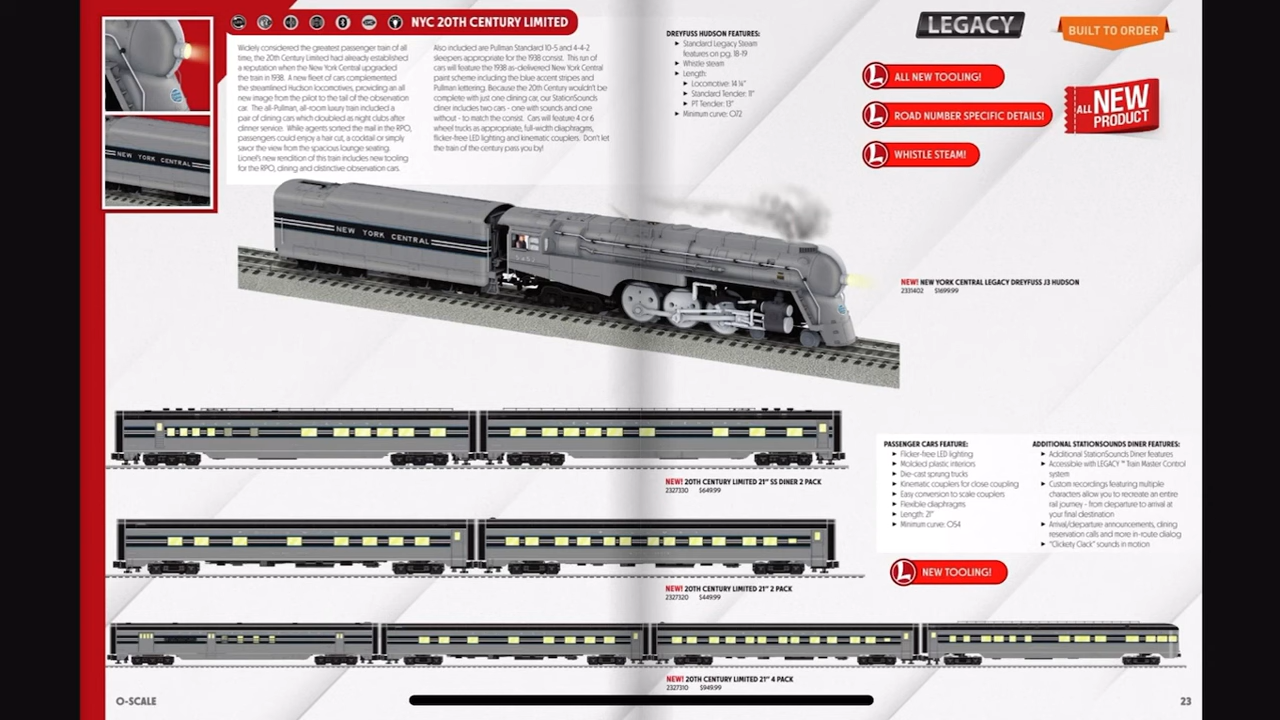 NYC 20TH CENTURY LIMITED
Widely considered the greatest passenger train of all
time, the 20th Century Limited had already established
a reputation when the New York Central upgraded
the train in 1938. A new fleet of cars complemented
the streamlined Hudson locomotives, providing an all
new image from the pilot to the tail of the observation
car. The all-Pullman, all-room luxury train included a
pair of dining cars which doubled as night clubs after
dinner service. While agents sorted the mail in the RPO,
passengers could enjoy a hair cut, a cocktail or simply
savor the view from the spacious lounge seating.
Lionel's new rendition of this train includes new tooling
for the RPO, dining and distinctive observation cars.
Also included are Pullman Standard 10-5 and 4-4-2
sleepers appropriate for the 1938 consist. This run of
cars will feature the 1938 as-delivered New York Central
paint scheme including the blue accent stripes and
Pullman lettering. Because the 20th Century wouldn't be
complete with just one dining car, our StationSounds
diner includes two cars - one with sounds and one
without - to match the consist. Cars will feature 4 or 6
wheel trucks as appropriate, full-width diaphragms,
flicker-free LED lighting and kinematic couplers. Don't let
the train of the century pass you by!
DREYFUSS HUDSON FEATURES:
► Standard Legacy Steam
features on pg. 18-19
► Whistle steam
► Length:
► Locomotive: 14 ¼"
► Standard Tender: 11"
► PT Tender: 13"
► Minimum curve: O72
LEGACY
BUILT TO ORDER
L ALL NEW TOOLING!
L ROAD NUMBER SPECIFIC DETAILS!
L WHISTLE STEAM!
ALL NEW
PRODUCT
NEW YORK CENTRAL
NEW YORK CENTRAL
NEW! NEW YORK CENTRAL LEGACY DREYFUSS J3 HUDSON
2331402 $1699.99
NEW! 20TH CENTURY LIMITED 21" SS DINER 2 PACK
2327330 $649.99
PASSENGER CARS FEATURE:
► Flicker-free LED lighting
► Molded plastic interiors
► Die-cast sprung trucks
► Kinematic couplers for close coupling
► Easy conversion to scale couplers
► Flexible diaphragms
► Length: 21"
► Minimum curve: O54
ADDITIONAL STATIONSOUNDS DINER FEATURES:
► Additional StationSounds Diner features
► Accessible with LEGACY ™ Train Master Control
system
► Custom recordings featuring multiple
characters allow you to recreate an entire
rail journey - from departure to arrival at
your final destination
► Arrival/departure announcements, dining
reservation calls and more in-route dialog
► "Clickety Clack" sounds in motion
L NEW TOOLING!
NEW! 20TH CENTURY LIMITED 21" 2 PACK
2327320 $449.99
NEW! 20TH CENTURY LIMITED 21" 4 PACK
2327310 $949.99
O-SCALE
23